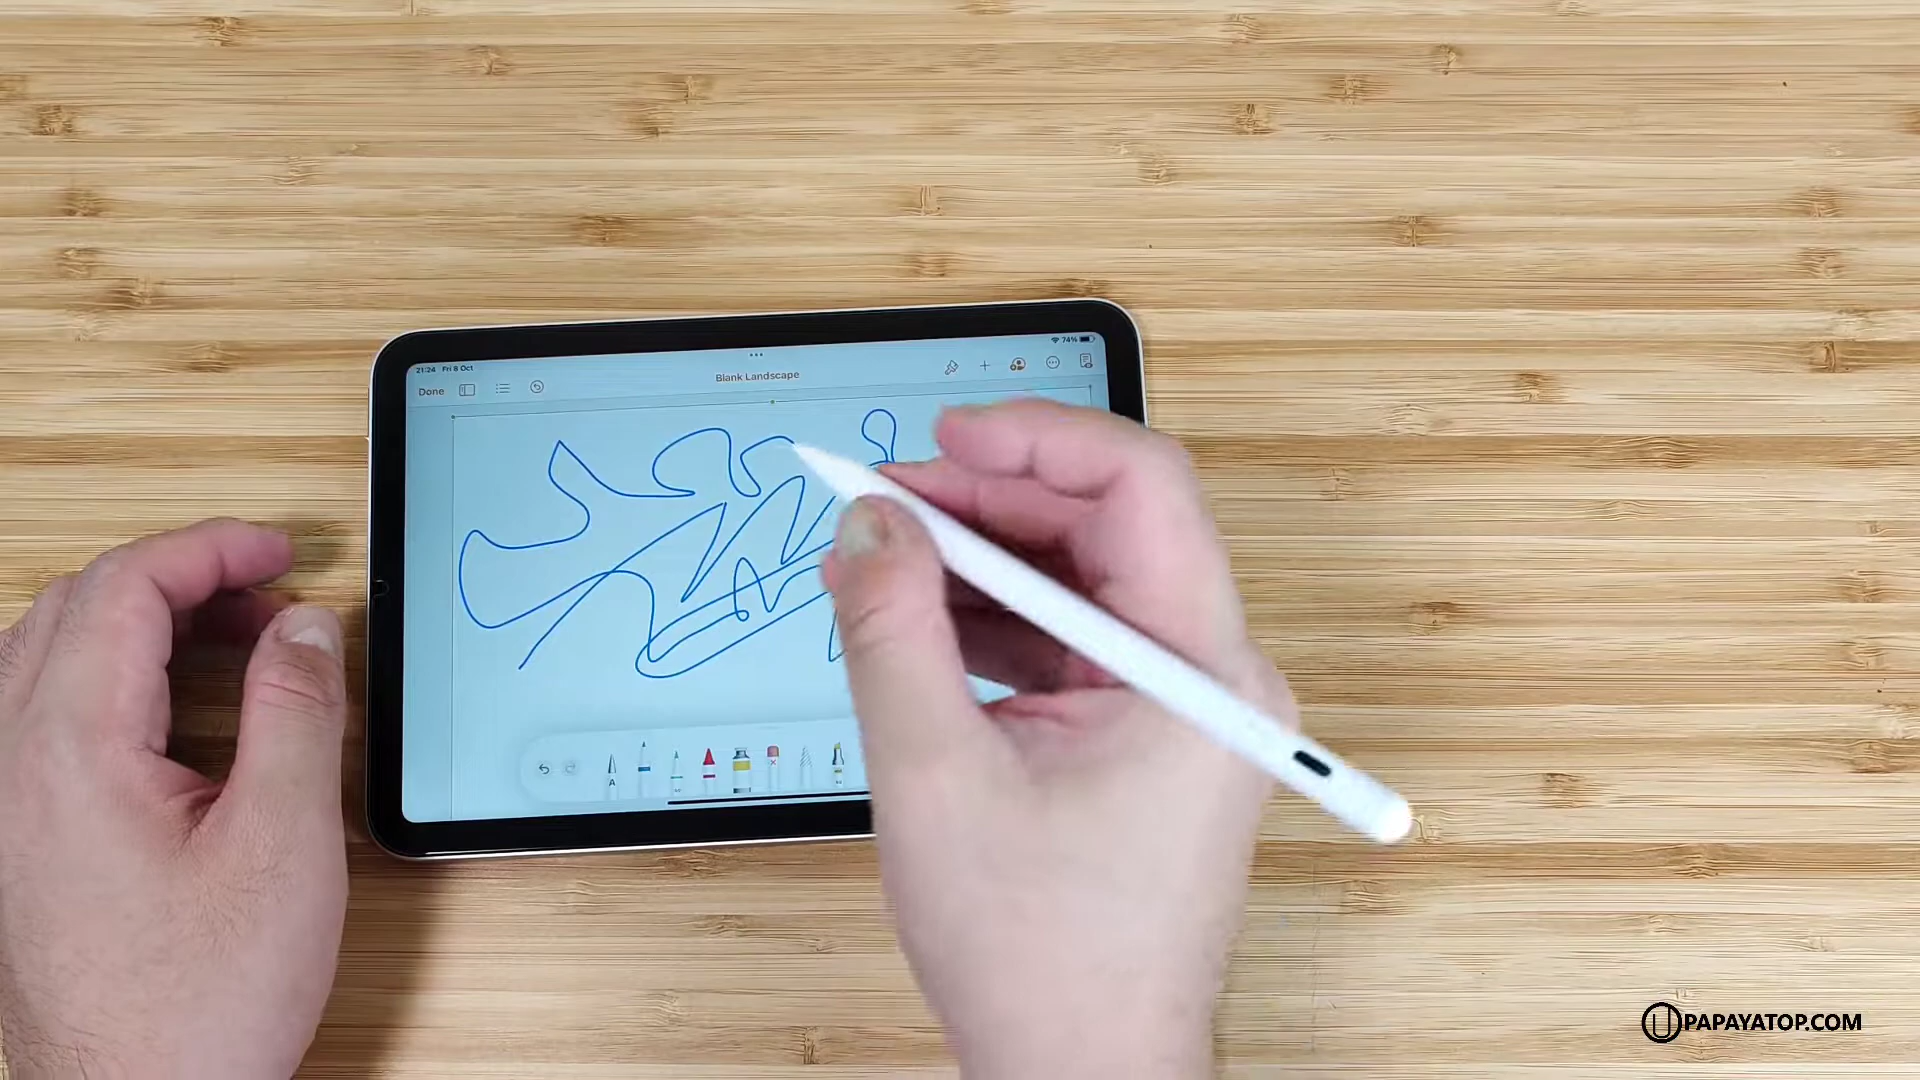 21:24 Fri 8 Oct
74%
Done
Blank Landscape
A
PAPAYATOP.COM